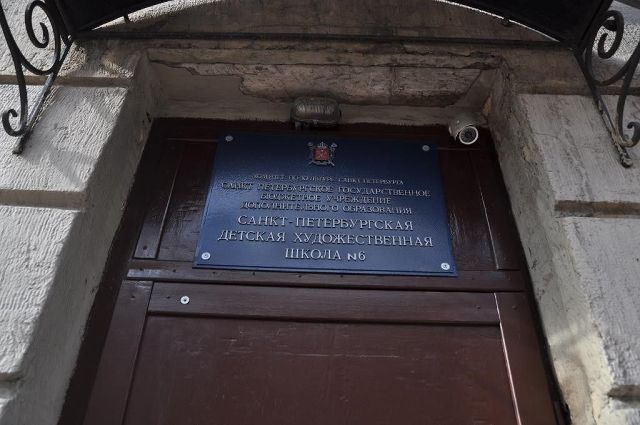 КОМИТЕТ ПО КУЛЬТУРЕ САНКТ-ПЕТЕРБУРГА
САНКТ-ПЕТЕРБУРГСКОЕ ГОСУДАРСТВЕННОЕ
БЮДЖЕТНОЕ УЧРЕЖДЕНИЕ
ДОПОЛНИТЕЛЬНОГО ОБРАЗОВАНИЯ
САНКТ-ПЕТЕРБУРГСКАЯ
ДЕТСКАЯ ХУДОЖЕСТВЕННАЯ
ШКОЛА №6